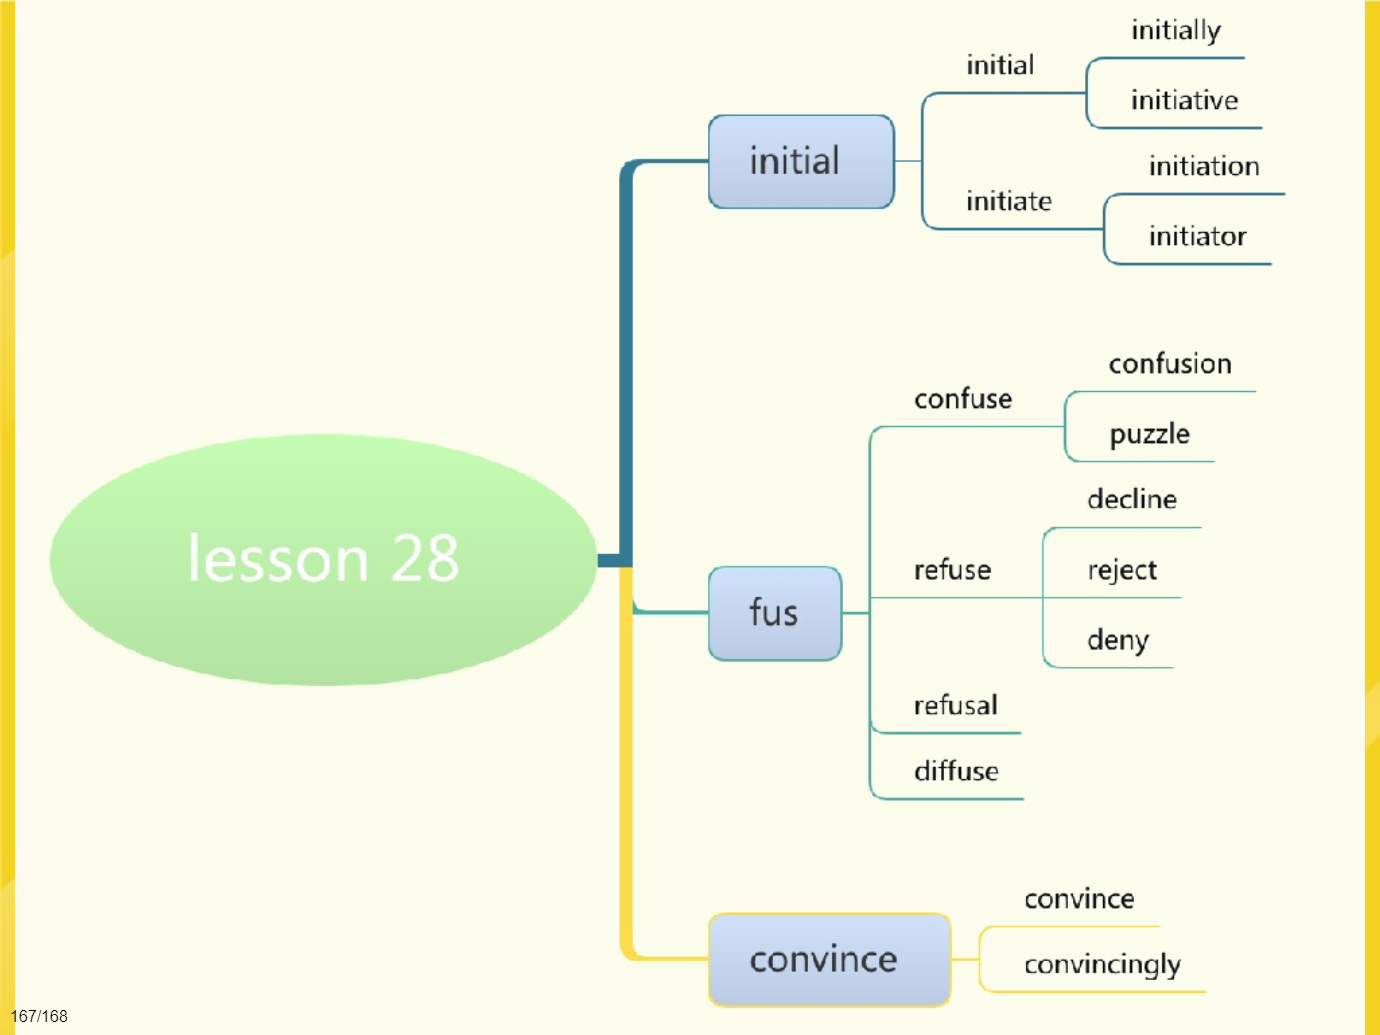 initially
initial
initiative
initial
initiation
initiate
initiator
confusion
confuse
puzzle
decline
lesson 28
refuse
reject
fus
deny
refusal
diffuse
convince
convince
convincingly
167/168